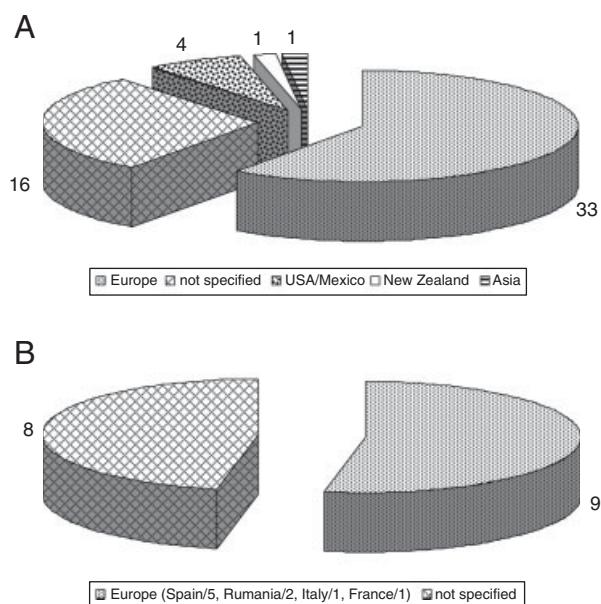 A
4
1
1
16
33
Europe not specified USA/Mexico New Zealand Asia
B
8
9
Europe (Spain/5, Rumania/2, Italy/1, France/1) not specified